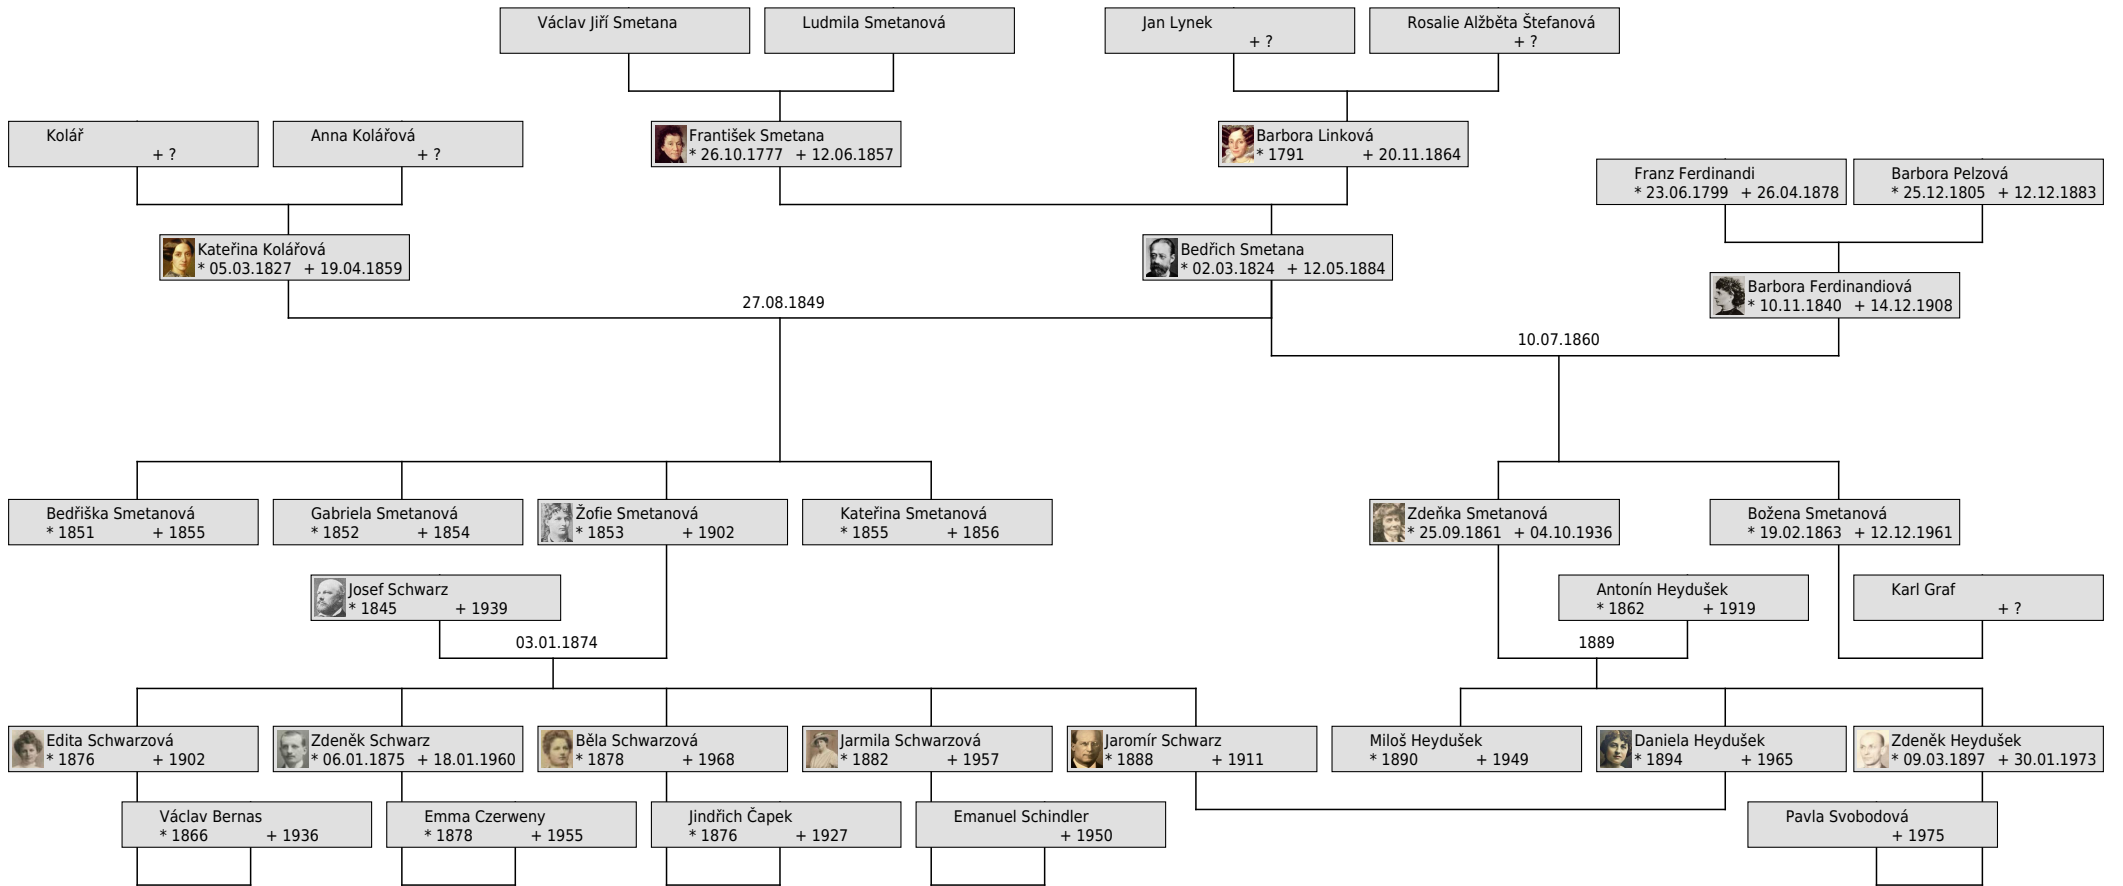 Václav Jiří Smetana
Ludmila Smetanová
Jan Lynek
+ ?
Rosalie Alžběta Štefanová
+ ?
Kolář
+ ?
Anna Kolářová
+ ?
František Smetana
* 26.10.1777 + 12.06.1857
Barbora Linková
* 1791 + 20.11.1864
Franz Ferdinandi
* 23.06.1799 + 26.04.1878
Barbora Pelzová
* 25.12.1805 + 12.12.1883
Kateřina Kolářová
* 05.03.1827 + 19.04.1859
Bedřich Smetana
* 02.03.1824 + 12.05.1884
Barbora Ferdinandiová
* 10.11.1840 + 14.12.1908
27.08.1849
10.07.1860
Bedřiška Smetanová
* 1851 + 1855
Gabriela Smetanová
* 1852 + 1854
Žofie Smetanová
* 1853 + 1902
Kateřina Smetanová
* 1855 + 1856
Zdeňka Smetanová
* 25.09.1861 + 04.10.1936
Božena Smetanová
* 19.02.1863 + 12.12.1961
Josef Schwarz
* 1845 + 1939
Antonín Heydušek
* 1862 + 1919
Karl Graf
+ ?
03.01.1874
1889
Edita Schwarzová
* 1876 + 1902
Zdeněk Schwarz
* 06.01.1875 + 18.01.1960
Běla Schwarzová
* 1878 + 1968
Jarmila Schwarzová
* 1882 + 1957
Jaromír Schwarz
* 1888 + 1911
Miloš Heydušek
* 1890 + 1949
Daniela Heydušek
* 1894 + 1965
Zdeněk Heydušek
* 09.03.1897 + 30.01.1973
Václav Bernas
* 1866 + 1936
Emma Czerweny
* 1878 + 1955
Jindřich Čapek
* 1876 + 1927
Emanuel Schindler
+ 1950
Pavla Svobodová
+ 1975